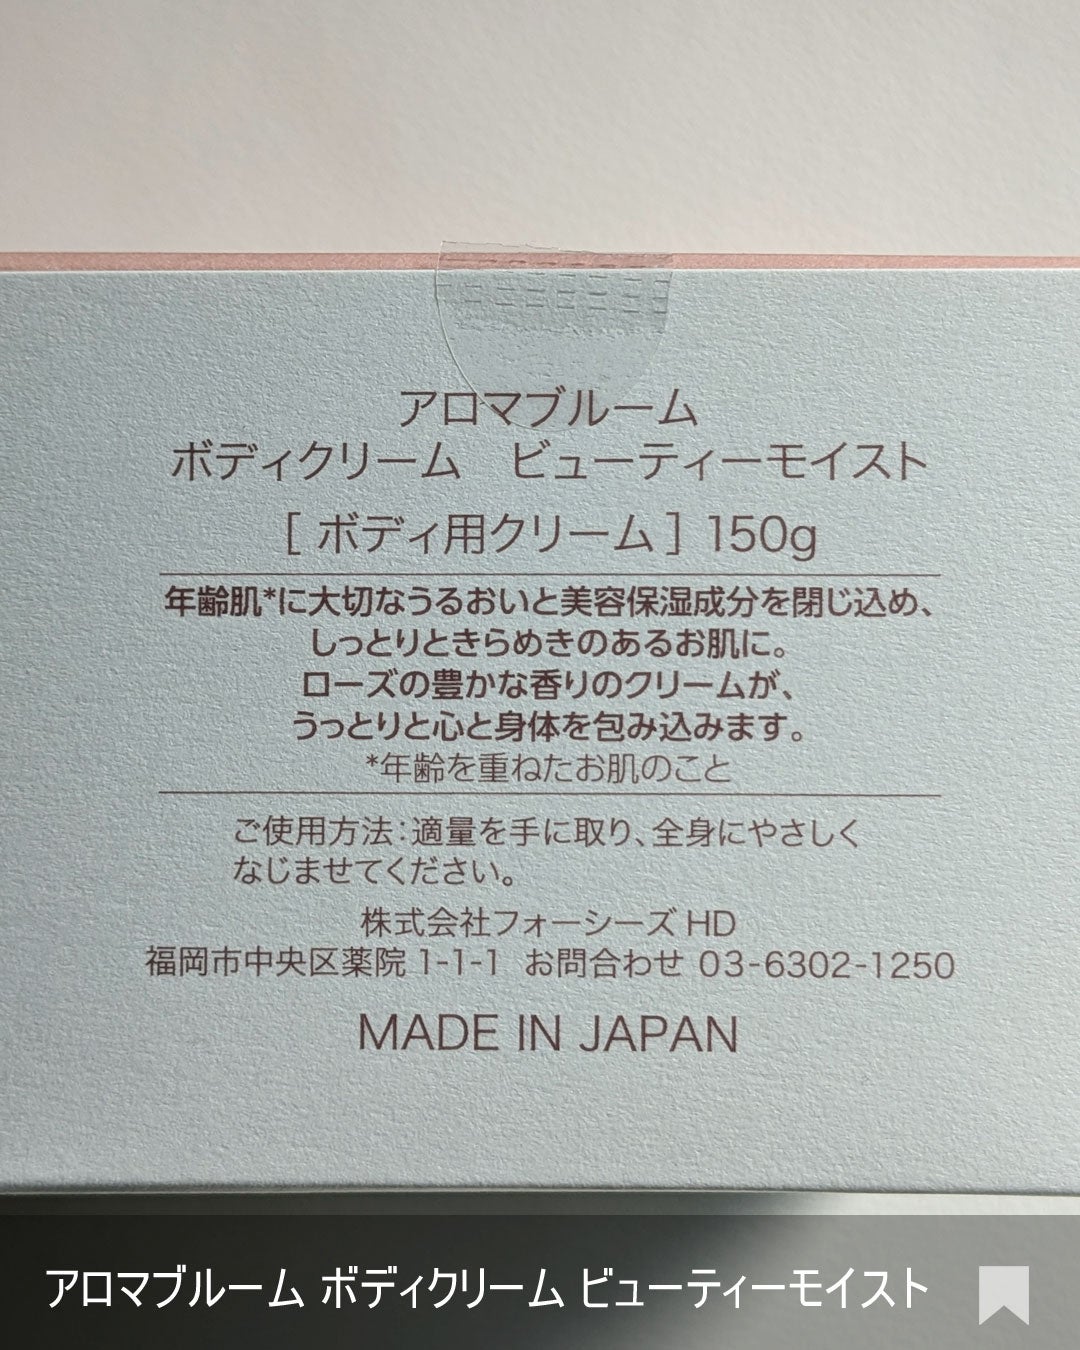 アロマブルーム
ボディクリーム　ビューティーモイスト
[ ボディ用クリーム ] 150g
年齢肌*に大切なうるおいと美容保湿成分を閉じ込め、
しっとりときらめきのあるお肌に。
ローズの豊かな香りのクリームが、
うっとりと心と身体を包み込みます。
*年齢を重ねたお肌のこと
ご使用方法:適量を手に取り、全身にやさしく
なじませてください。
株式会社フォーシーズ HD
福岡市中央区薬院 1-1-1 お問合わせ 03-6302-1250
MADE IN JAPAN
アロマブルーム ボディクリーム ビューティーモイスト